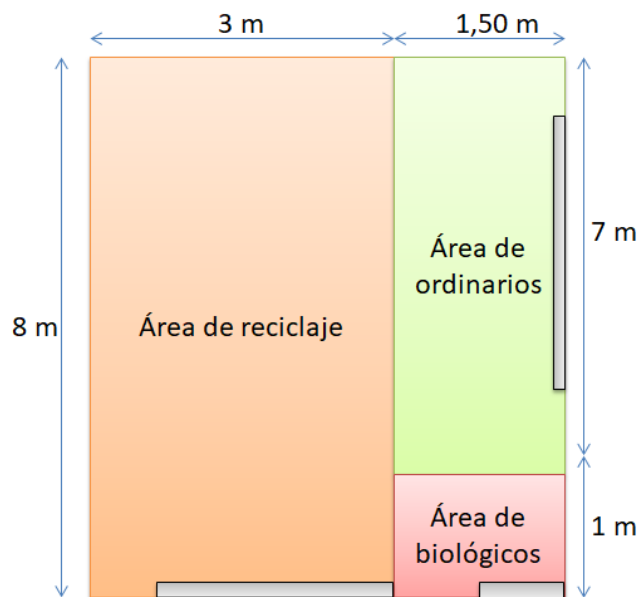 3 m
1,50 m
Área de
ordinarios
7 m
8 m
Área de reciclaje
Área de
biológicos
1 m